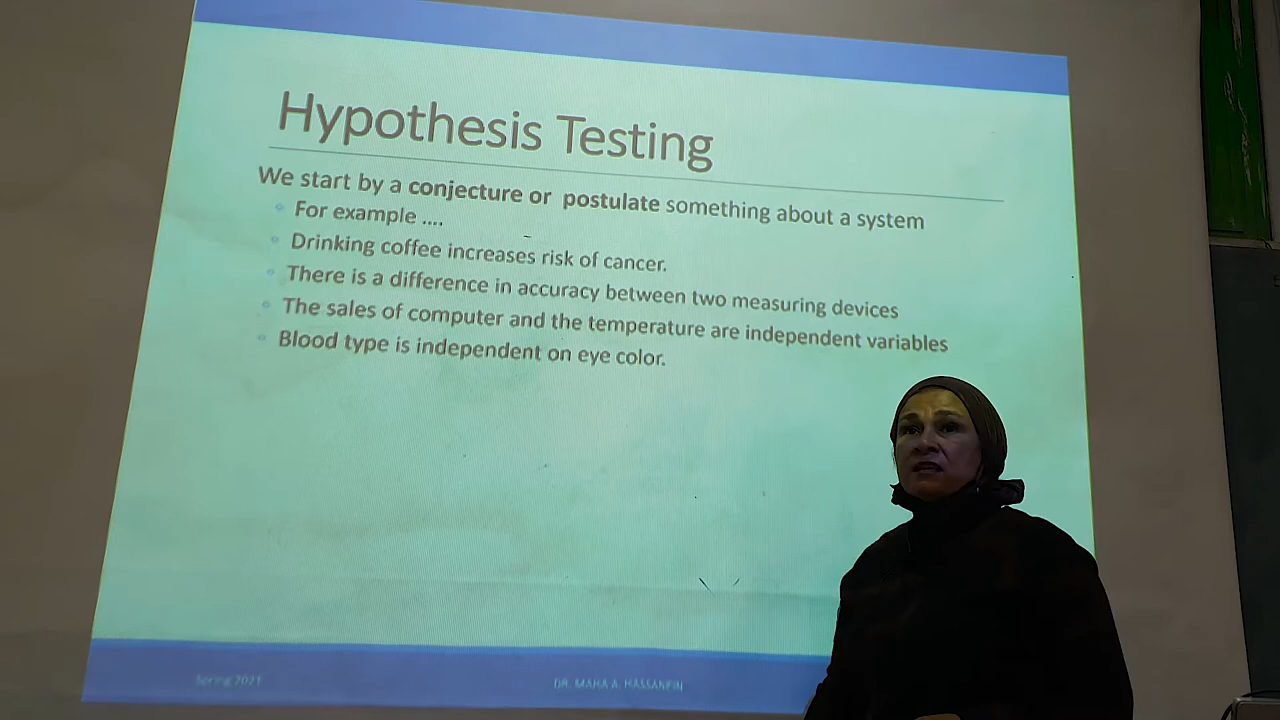 Hypothesis Testing
We start by a conjecture or postulate something about a system
For example ....
Drinking coffee increases risk of cancer.
There is a difference in accuracy between two measuring devices
The sales of computer and the temperature are independent variables
Blood type is independent on eye color.
Spring 2021
DR. MAHA A. HASSANEIN